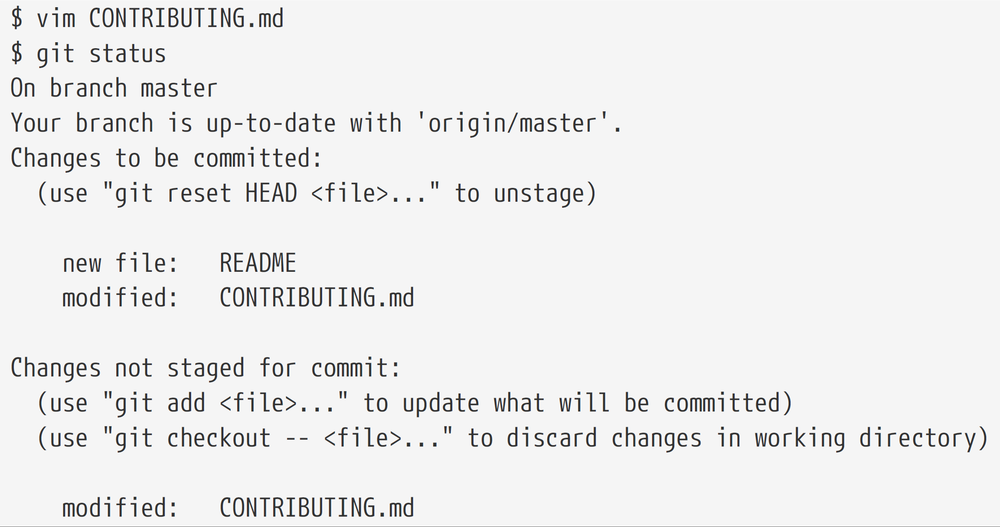 $ vim CONTRIBUTING.md
$ git status
On branch master
Your branch is up-to-date with 'origin/master'.
Changes to be committed:
  (use "git reset HEAD <file>..." to unstage)

    new file:   README
    modified:   CONTRIBUTING.md

Changes not staged for commit:
  (use "git add <file>..." to update what will be committed)
  (use "git checkout -- <file>..." to discard changes in working directory)

    modified:   CONTRIBUTING.md